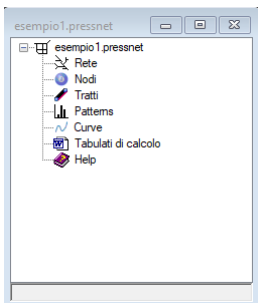 esempio1.pressnet
esempio1.pressnet
Rete
Nodi
Tratti
Patterns
Curve
Tabulati di calcolo
Help